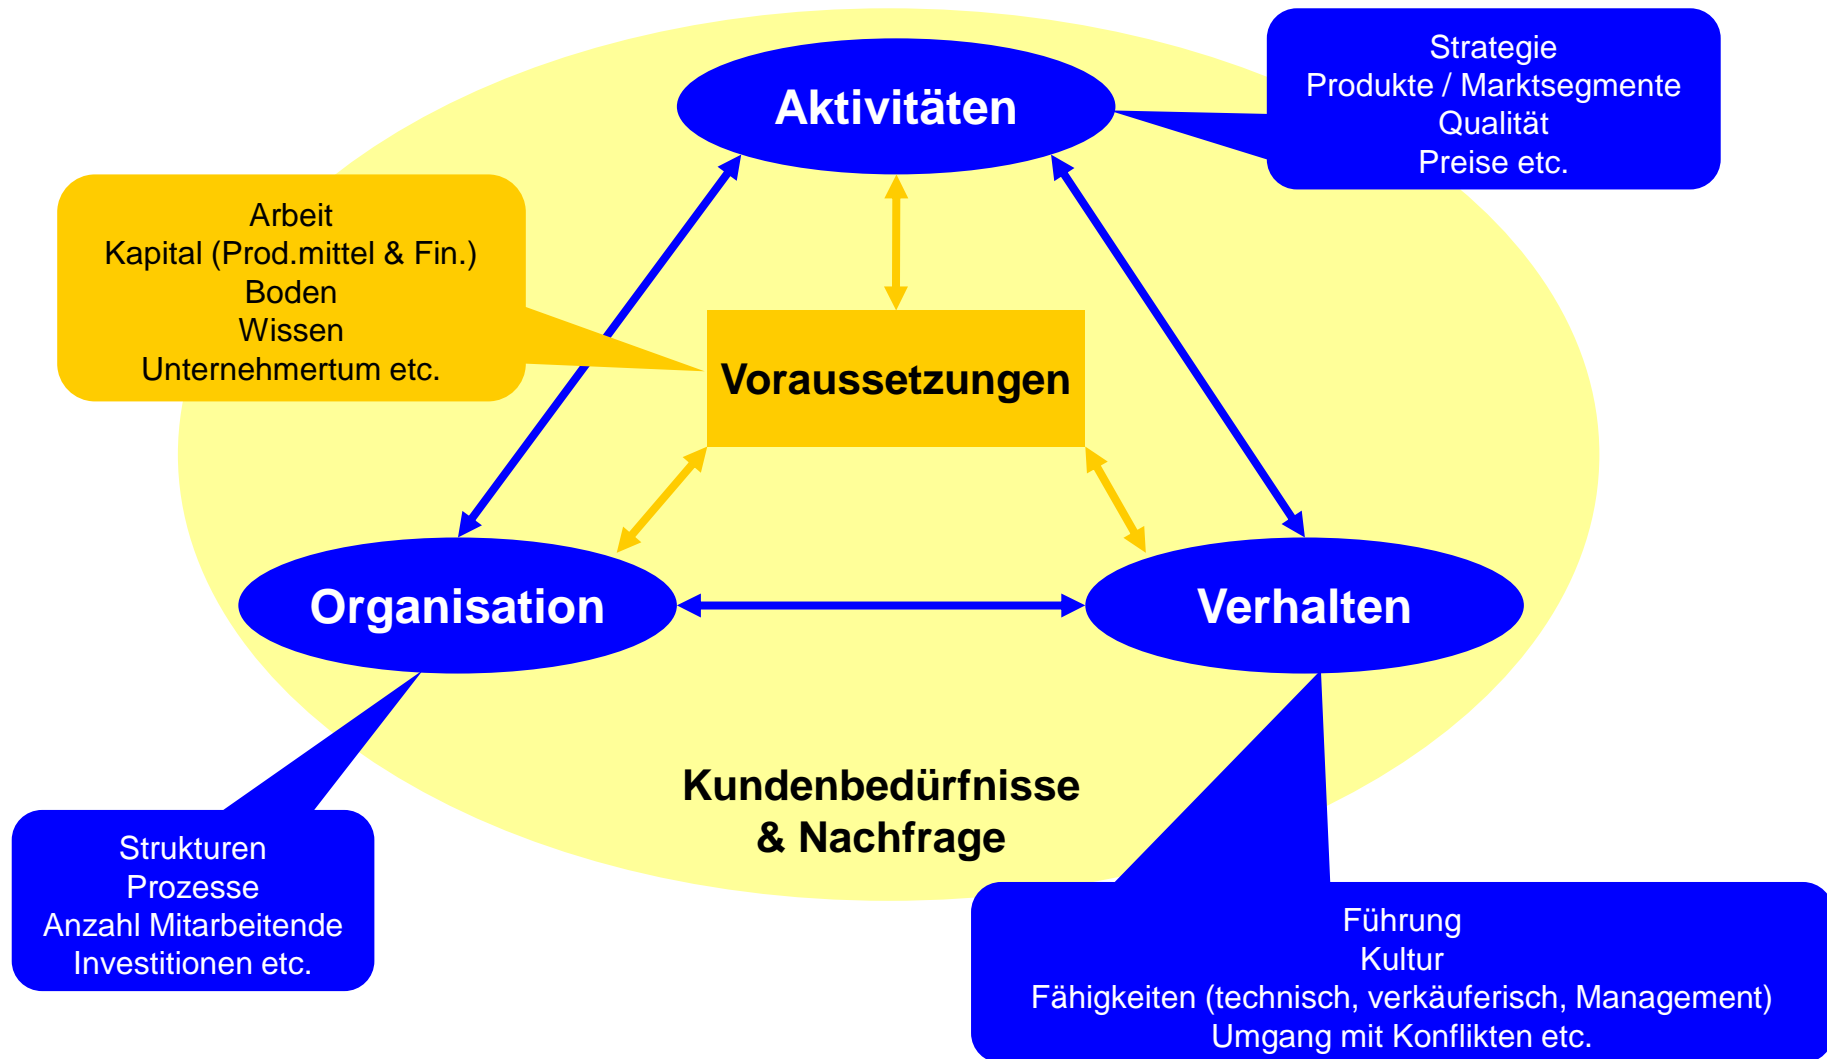 Strategie
Produkte / Marktsegmente
Qualität
Preise etc.
Aktivitäten
Arbeit
Kapital (Prod.mittel & Fin.)
Boden
Wissen
Unternehmertum etc.
Voraussetzungen
Organisation
Verhalten
Kundenbedürfnisse
& Nachfrage
Strukturen
Prozesse
Anzahl Mitarbeitende
Investitionen etc.
Führung
Kultur
Fähigkeiten (technisch, verkäuferisch, Management)
Umgang mit Konflikten etc.